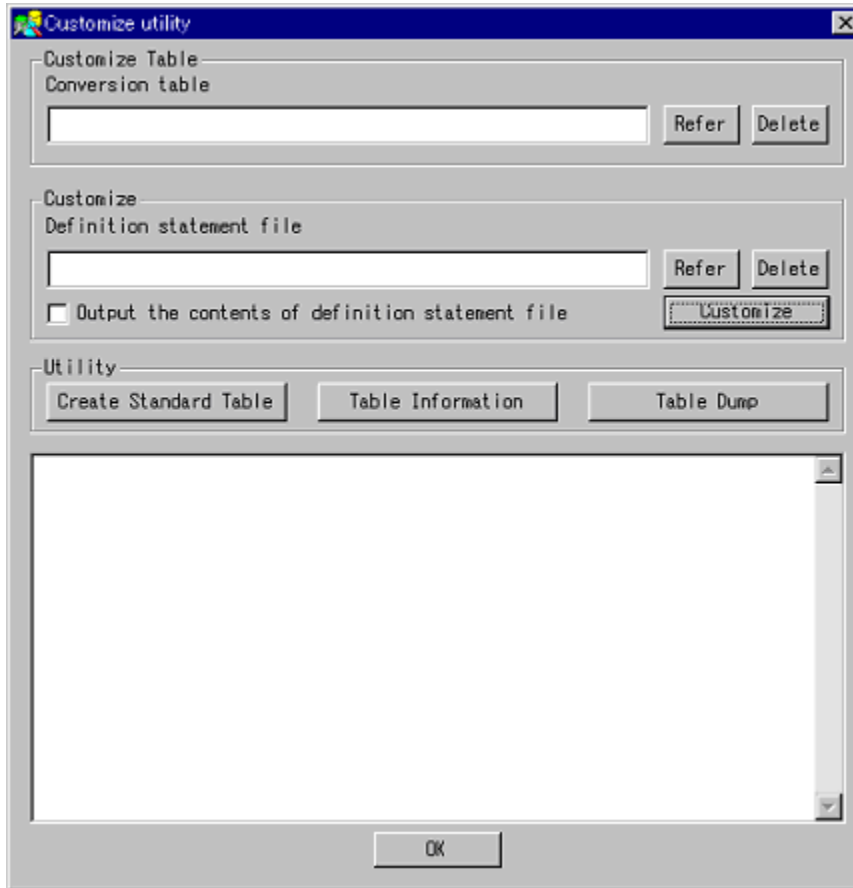 Customize utility
Customize Table
Conversion table
Refer Delete
Customize
Definition statement file
Refer Delete
Output the contents of definition statement file Customize
Utility
Create Standard Table Table Information Table Dump
OK